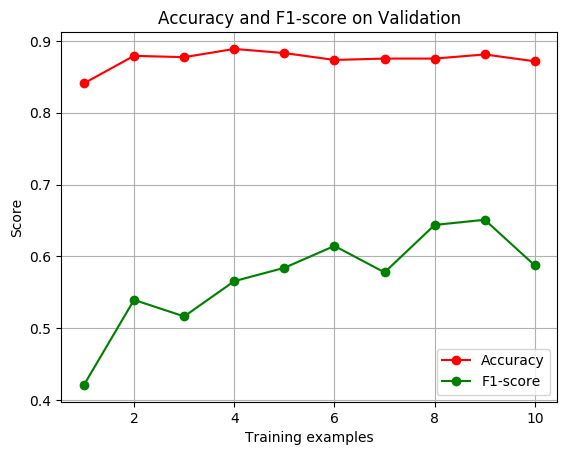 Accuracy and F1-score on Validation
0.9
0.8
0.7
0.6
0.5
0.4
Score
2
4
6
8
10
Training examples
Accuracy
F1-score